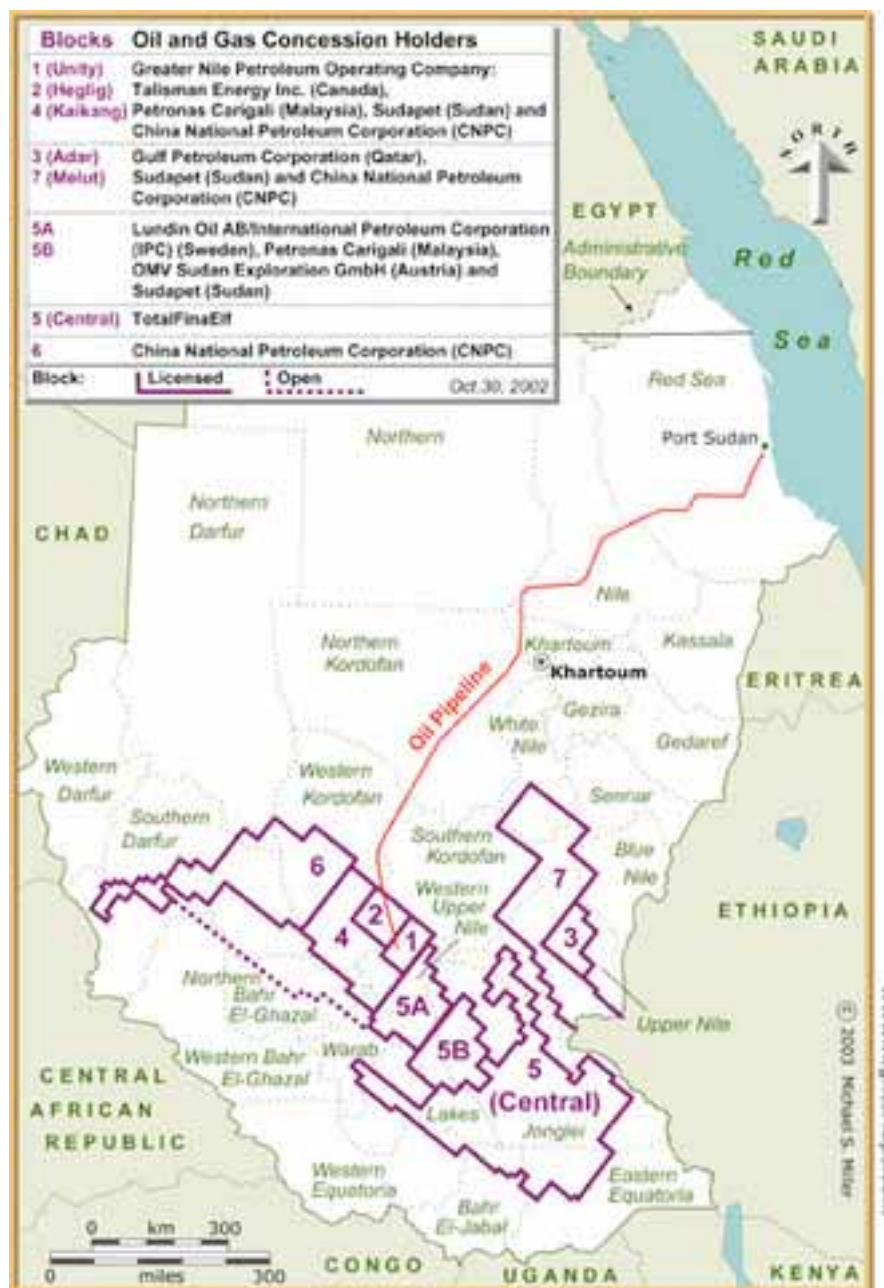 Blocks Oil and Gas Concession Holders
1 (Unity) Greater Nile Petroleum Operating Company:
2 (Heglig) Talisman Energy Inc. (Canada),
4 (Kaikang) Petronas Carigali (Malaysia), Sudapet (Sudan) and
China National Petroleum Corporation (CNPC)
3 (Adar) Gulf Petroleum Corporation (Qatar),
7 (Melut) Sudapet (Sudan) and China National Petroleum
Corporation (CNPC)
5A Lundin Oil AB/International Petroleum Corporation
5B (IPC) (Sweden), Petronas Carigali (Malaysia),
OMV Sudan Exploration GmbH (Austria) and
Sudapet (Sudan)
5 (Central) TotalFinaElf
6 China National Petroleum Corporation (CNPC)
Block: Licensed Open Oct.30, 2002
SAUDI
ARABIA
NORTH
EGYPT
Administrative
Boundary
Red
Sea
Red Sea
Port Sudan
Northern
Northern
Darfur
CHAD
Nile
Northern
Kordofan
Khartoum
Khartoum
Kassala
ERITREA
Oil Pipeline
White
Nile
Gezira
Gedaref
Western
Darfur
Western
Kordofan
Sennar
Southern
Darfur
Southern
Kordofan
Blue
Nile
6
7
Western
Upper
Nile
ETHIOPIA
2
4
1
3
Northern
Bahr
El-Ghazal
5A
Upper Nile
Western Bahr
El-Ghazal
Warab
5B
5
(Central)
CENTRAL
AFRICAN
REPUBLIC
Lakes
Jonglei
Western
Equatoria
Eastern
Equatoria
Bahr
El-Jabal
0 km 300
0 miles 300
CONGO
UGANDA
KENYA
© 2003 Michael S. Miller